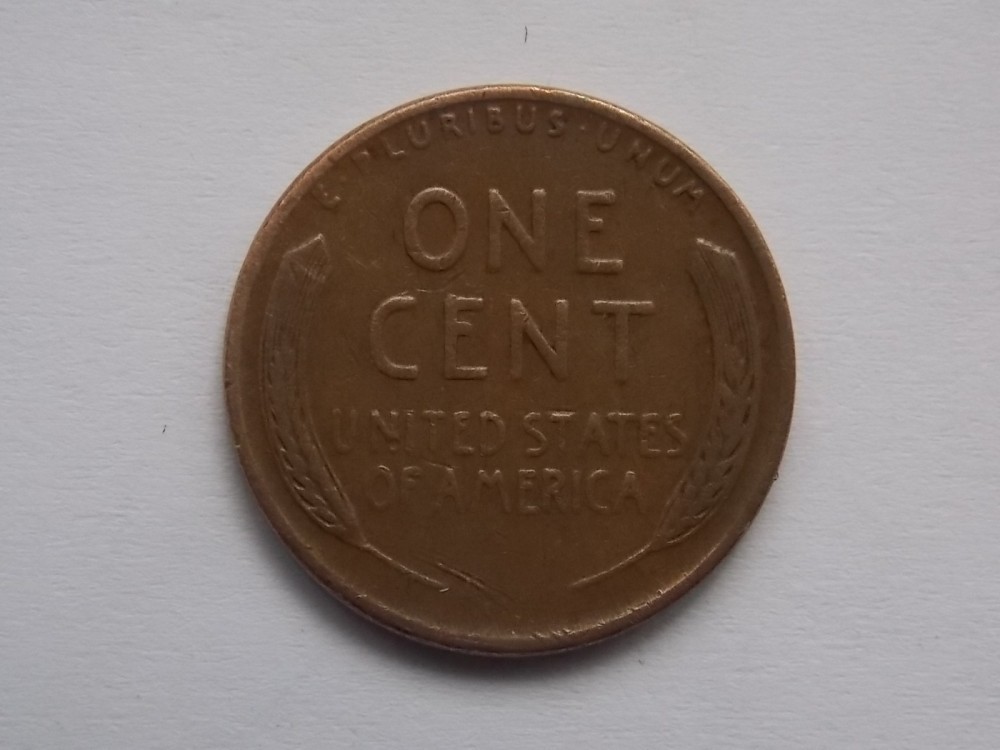 E·PLURIBUS·UNUM
ONE
CENT
UNITED STATES
OF AMERICA